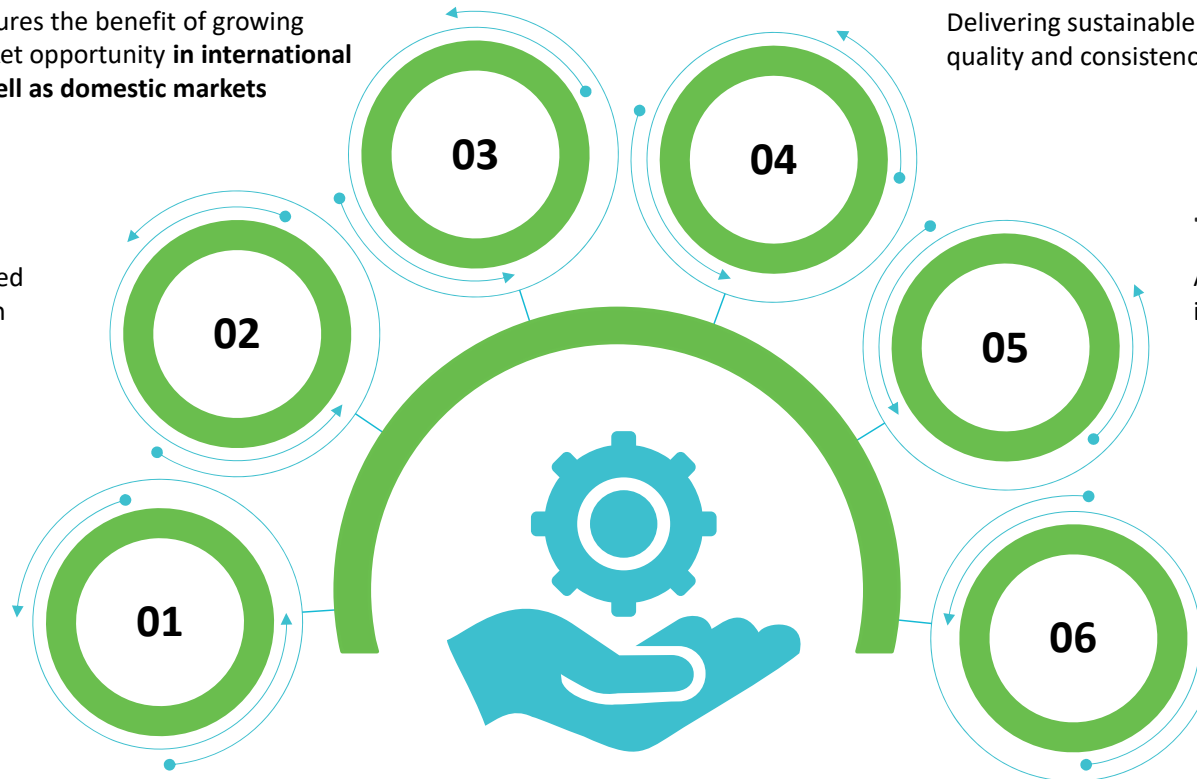 ures the benefit of growing
ket opportunity in international
ell as domestic markets
Delivering sustainable
quality and consistenc
03
04
ed
n
02
A
i
05
01
06